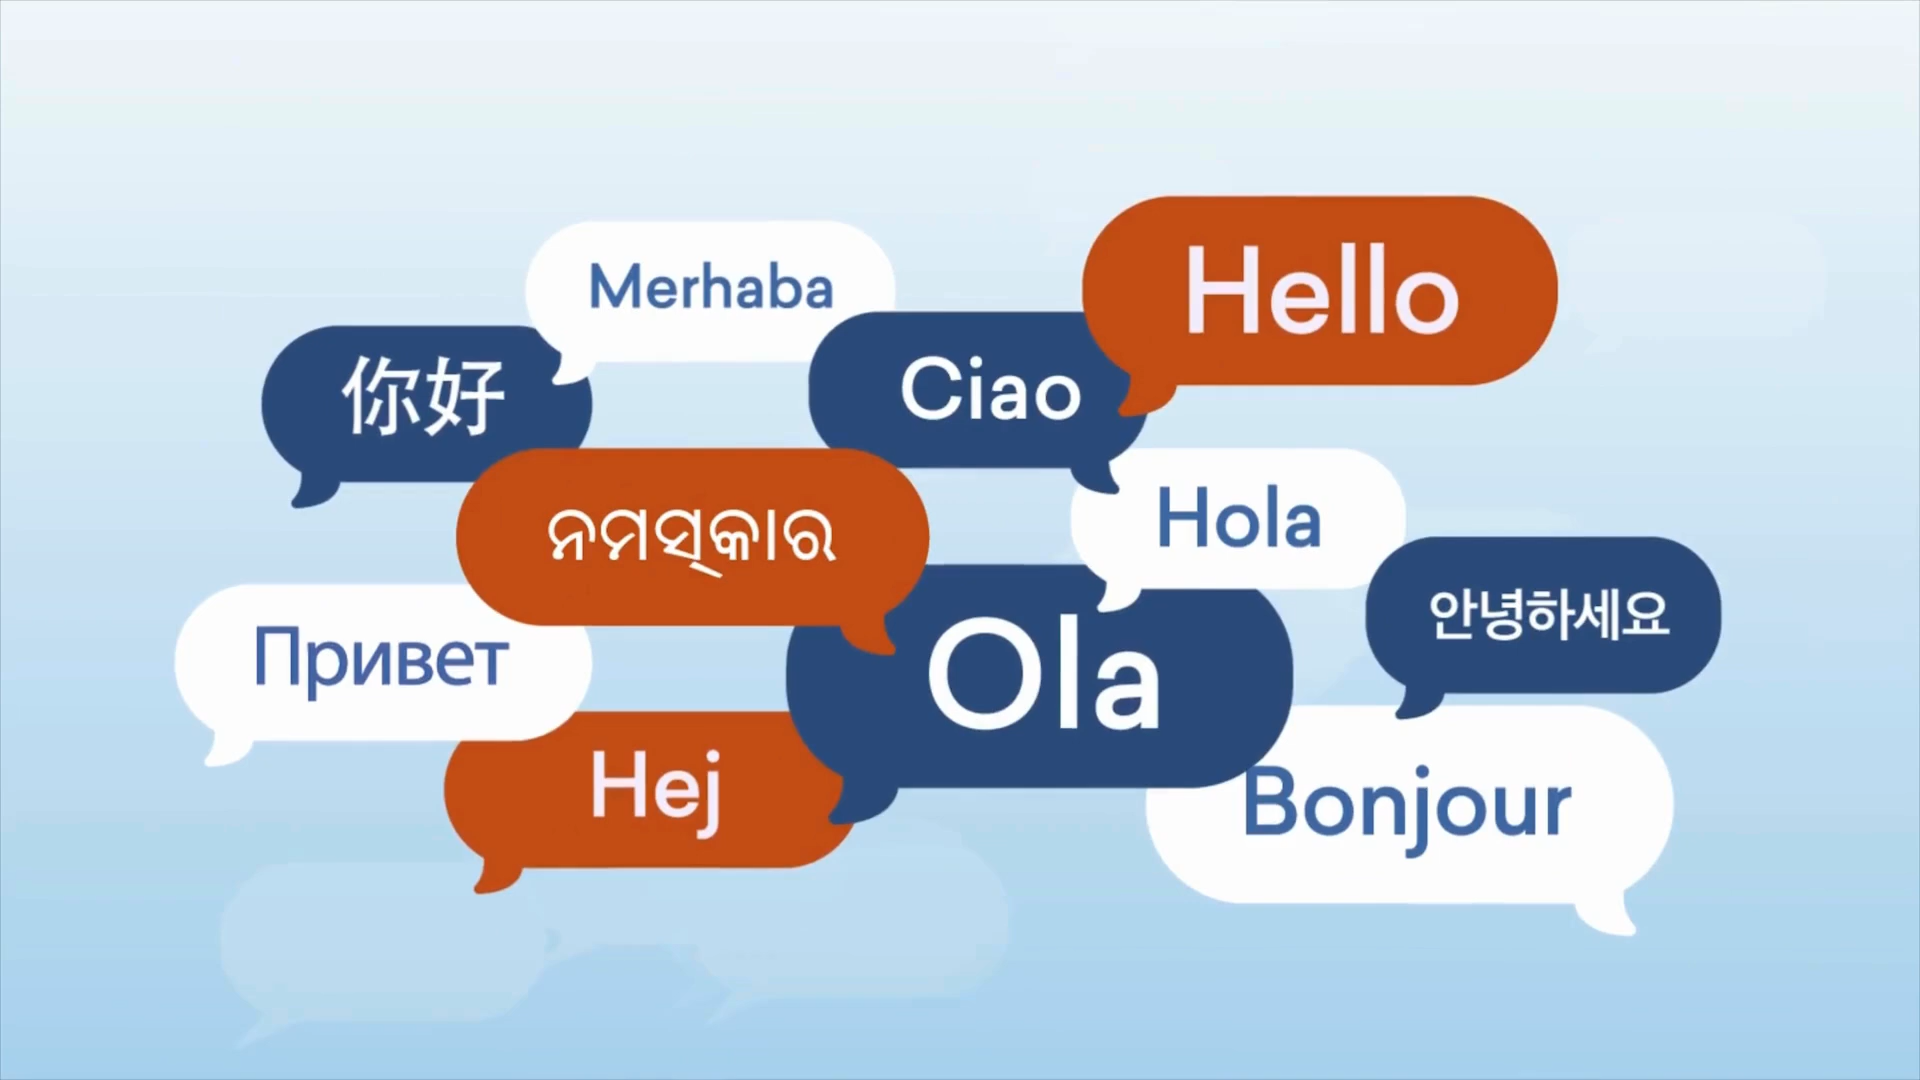 Merhaba
Hello
你好
Ciao
ନମସ୍କାର
Hola
안녕하세요
Привет
Ola
Hej
Bonjour